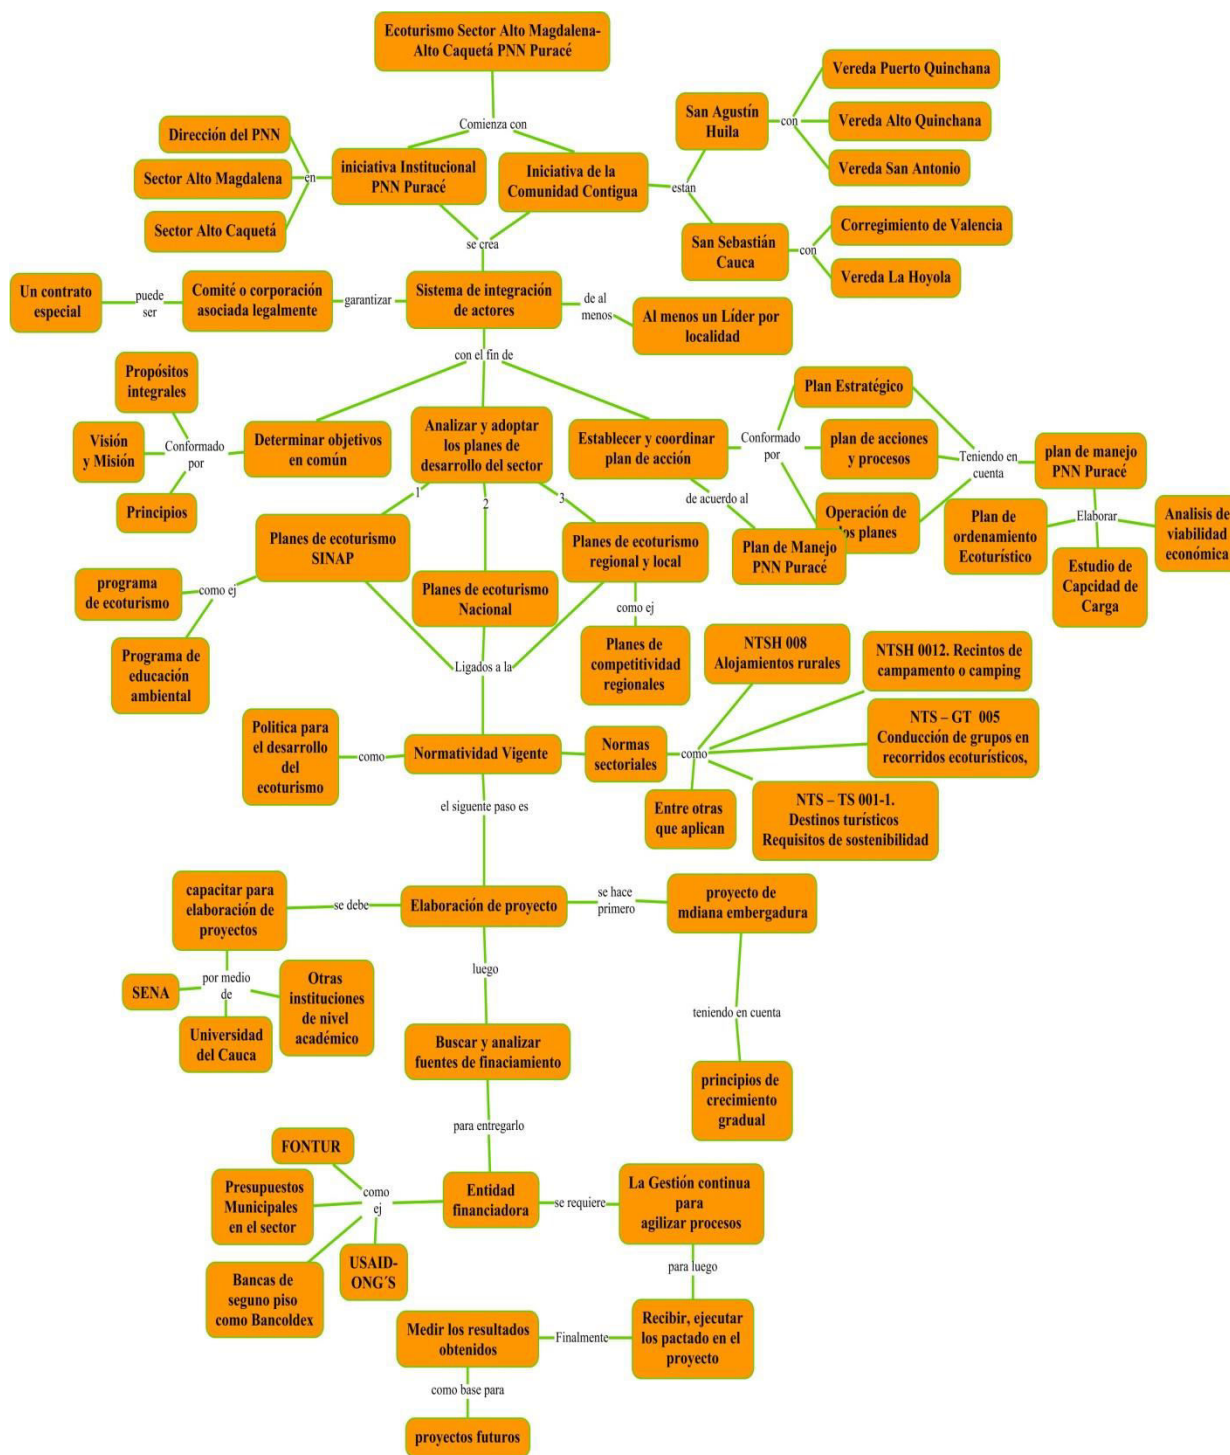 Ecoturismo Sector Alto Magdalena-
Alto Caquetá PNN Puracé
Comienza con
Dirección del PNN
Sector Alto Magdalena
Sector Alto Caquetá
en
iniciativa Institucional
PNN Puracé
Iniciativa de la
Comunidad Contigua
están
San Agustín
Huila
con
Vereda Puerto Quinchana
Vereda Alto Quinchana
Vereda San Antonio
San Sebastián
Cauca
con
Corregimiento de Valencia
Vereda La Hoyola
se crea
Un contrato
especial
puede
ser
Comité o corporación
asociada legalmente
garantizar
Sistema de integración
de actores
de al
menos
Al menos un Líder por
localidad
con el fin de
Propósitos
integrales
Visión
y Misión
Principios
Conformado
por
Determinar objetivos
en común
Analizar y adoptar
los planes de
desarrollo del sector
Establecer y coordinar
plan de acción
Conformado
por
Plan Estratégico
plan de acciones
y procesos
Operación de
los planes
Teniendo en
cuenta
plan de manejo
PNN Puracé
Elaborar
Plan de
ordenamiento
Ecoturístico
Estudio de
Capcidad de
Carga
Analisis de
viabilidad
económica
de acuerdo al
Plan de Manejo
PNN Puracé
1
2
3
Planes de ecoturismo
SINAP
Planes de ecoturismo
Nacional
Planes de ecoturismo
regional y local
como ej
programa
de ecoturismo
Programa de
educación
ambiental
como ej
Planes de
competitividad
regionales
Ligados a la
Politica para
el desarrollo
del
ecoturismo
como
Normatividad Vigente
Normas
sectoriales
como
NTSH 008
Alojamientos rurales
NTSH 0012. Recintos de
campamento o camping
NTS – GT 005
Conducción de grupos en
recorridos ecoturísticos,
NTS – TS 001-1.
Destinos turísticos
Requisitos de sostenibilidad
Entre otras
que aplican
el siguente paso es
capacitar para
elaboración de
proyectos
se debe
Elaboración de proyecto
se hace
primero
proyecto de
mdiana embergadura
por medio
de
SENA
Universidad
del Cauca
Otras
instituciones
de nivel
académico
luego
teniendo en cuenta
Buscar y analizar
fuentes de finaciamiento
principios de
crecimiento
gradual
para entregarlo
FONTUR
Presupuestos
Municipales
en el sector
Bancas de
seguno piso
como Bancoldex
USAID-
ONG´S
como
ej
Entidad
financiadora
se requiere
La Gestión continua
para
agilizar procesos
para luego
Recibir, ejecutar
los pactado en el
proyecto
Finalmente
Medir los resultados
obtenidos
como base para
proyectos futuros